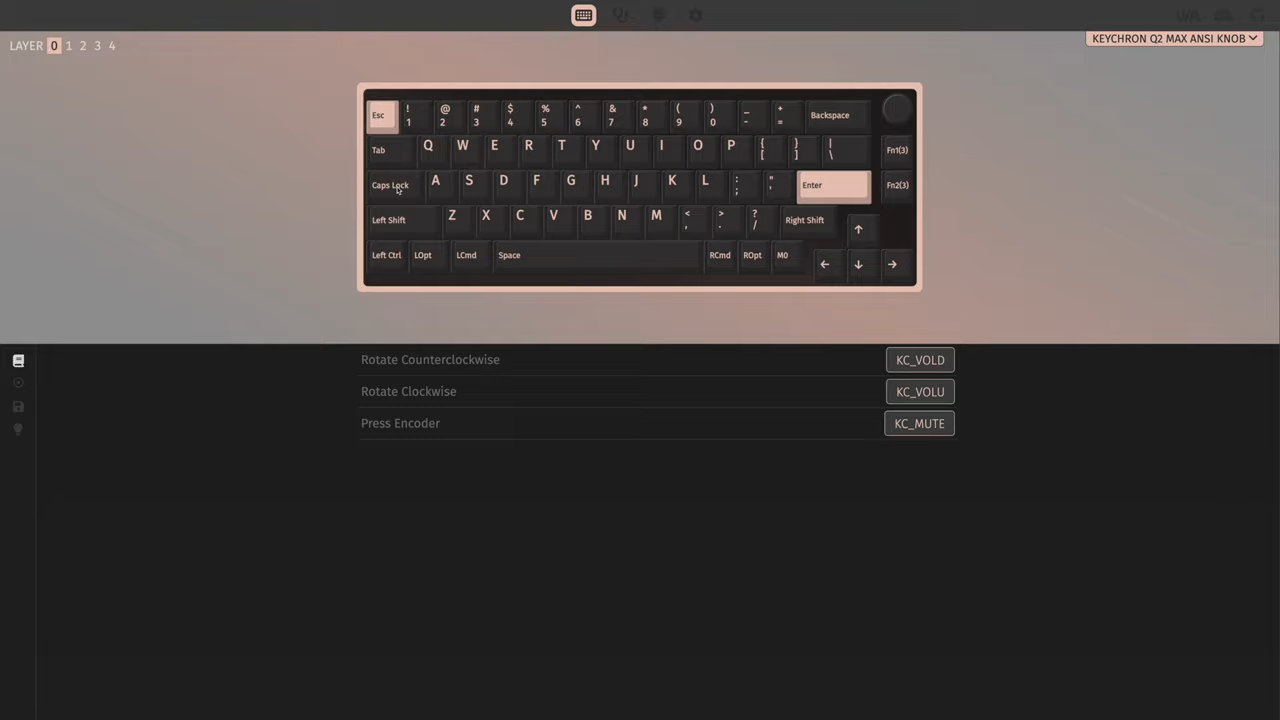 LAYER 0 1 2 3 4
KEYCHRON Q2 MAX ANSI KNOB
Esc ! 1 @ 2 # 3 $ 4 % 5 ^ 6 & 7 * 8 ( 9 ) 0 _ - + = Backspace
Tab Q W E R T Y U I O P { [ } ] | \ Fn1(3)
Caps Lock A S D F G H J K L : ; " ' Enter Fn2(3)
Left Shift Z X C V B N M < , > . ? / Right Shift ↑
Left Ctrl LOpt LCmd Space RCmd ROpt M0 ← ↓ →
Rotate Counterclockwise KC_VOLD
Rotate Clockwise KC_VOLU
Press Encoder KC_MUTE